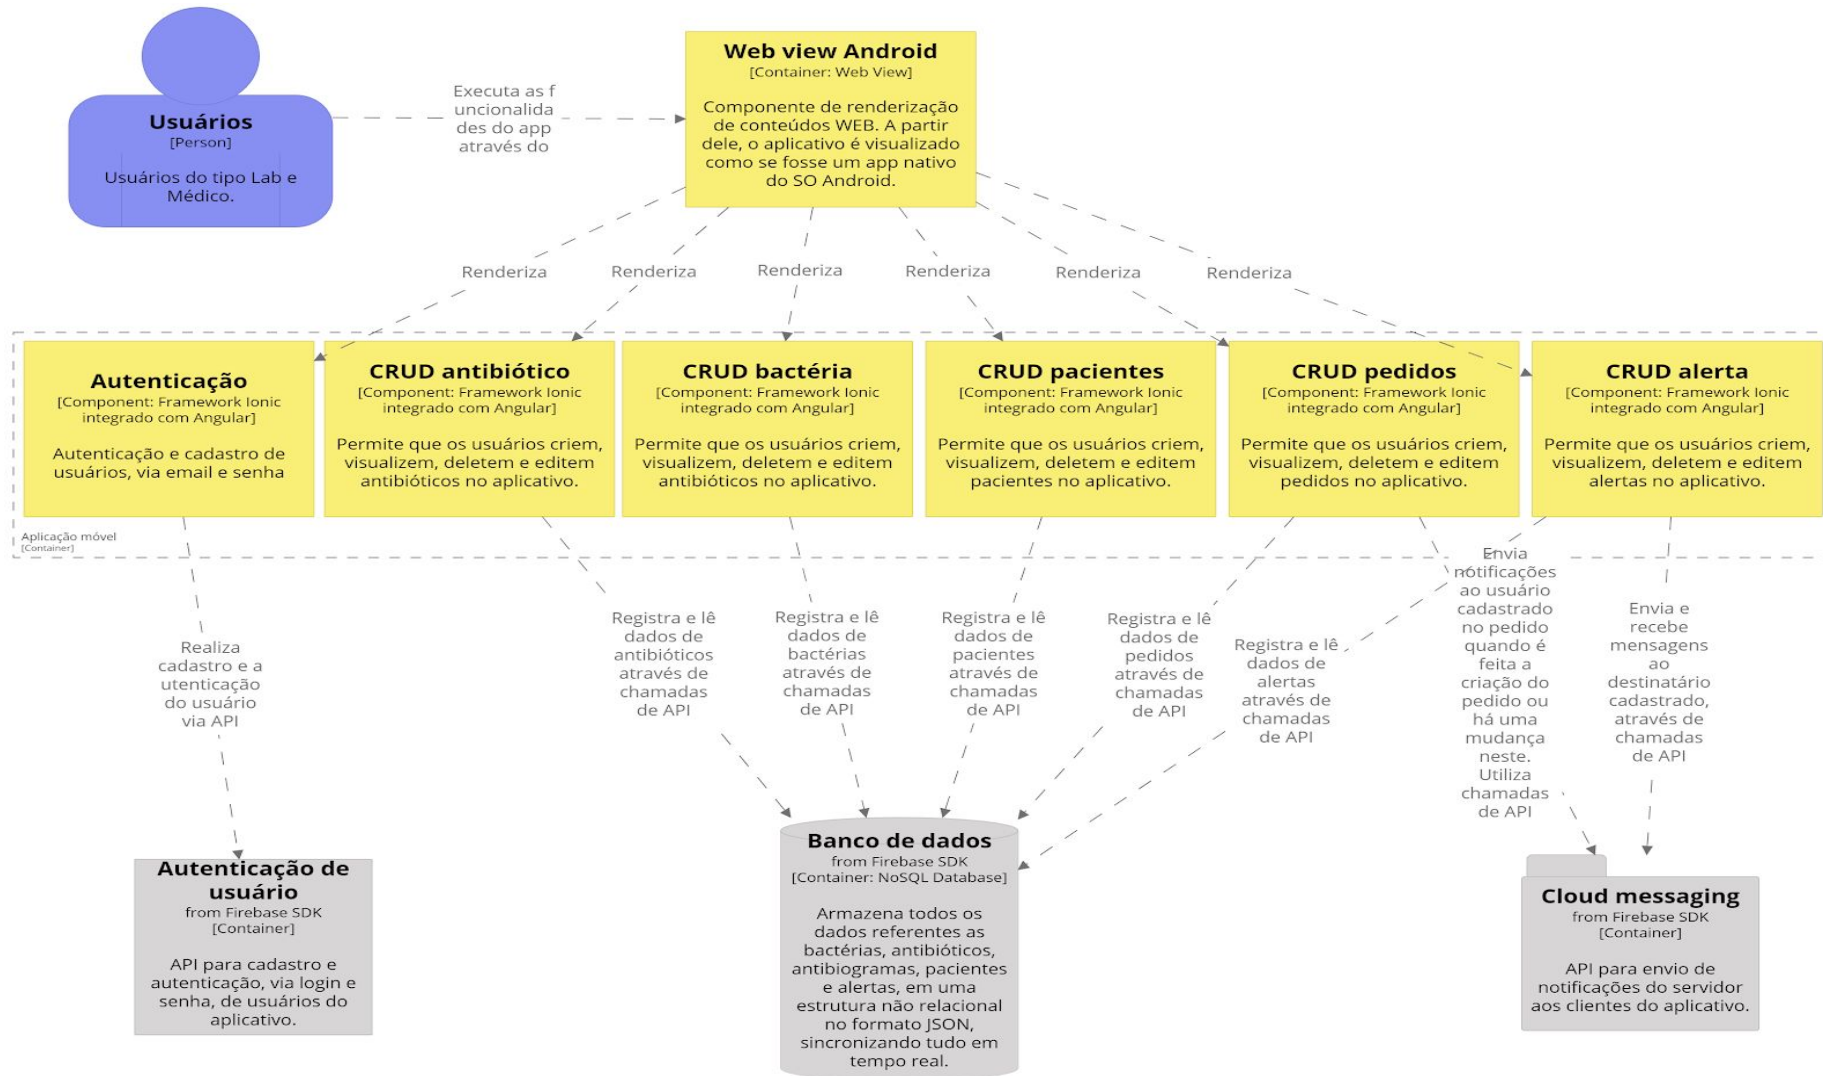 Usuários
[Person]
Usuários do tipo Lab e
Médico.
Executa as f
uncionalida
des do app
através do
Web view Android
[Container: Web View]
Componente de renderização
de conteúdos WEB. A partir
dele, o aplicativo é visualizado
como se fosse um app nativo
do SO Android.
Renderiza
Renderiza
Renderiza
Renderiza
Renderiza
Renderiza
Autenticação
[Component: Framework Ionic
integrado com Angular]
Autenticação e cadastro de
usuários, via email e senha
CRUD antibiótico
[Component: Framework Ionic
integrado com Angular]
Permite que os usuários criem,
visualizem, deletem e editem
antibióticos no aplicativo.
CRUD bactéria
[Component: Framework Ionic
integrado com Angular]
Permite que os usuários criem,
visualizem, deletem e editem
antibióticos no aplicativo.
CRUD pacientes
[Component: Framework Ionic
integrado com Angular]
Permite que os usuários criem,
visualizem, deletem e editem
pacientes no aplicativo.
CRUD pedidos
[Component: Framework Ionic
integrado com Angular]
Permite que os usuários criem,
visualizem, deletem e editem
pedidos no aplicativo.
CRUD alerta
[Component: Framework Ionic
integrado com Angular]
Permite que os usuários criem,
visualizem, deletem e editem
alertas no aplicativo.
Aplicação móvel
[Container]
Realiza
cadastro e a
utenticação
do usuário
via API
Registra e lê
dados de
antibióticos
através de
chamadas
de API
Registra e lê
dados de
bactérias
através de
chamadas
de API
Registra e lê
dados de
pacientes
através de
chamadas
de API
Registra e lê
dados de
pedidos
através de
chamadas
de API
Registra e lê
dados de
alertas
através de
chamadas
de API
Envia
notificações
ao usuário
cadastrado
no pedido
quando é
feita a
criação do
pedido ou
há uma
mudança
neste.
Utiliza
chamadas
de API
Envia e
recebe
mensagens
ao
destinatário
cadastrado,
através de
chamadas
de API
Autenticação de
usuário
from Firebase SDK
[Container]
API para cadastro e
autenticação, via login e
senha, de usuários do
aplicativo.
Banco de dados
from Firebase SDK
[Container: NoSQL Database]
Armazena todos os
dados referentes as
bactérias, antibióticos,
antibiogramas, pacientes
e alertas, em uma
estrutura não relacional
no formato JSON,
sincronizando tudo em
tempo real.
Cloud messaging
from Firebase SDK
[Container]
API para envio de
notificações do servidor
aos clientes do aplicativo.